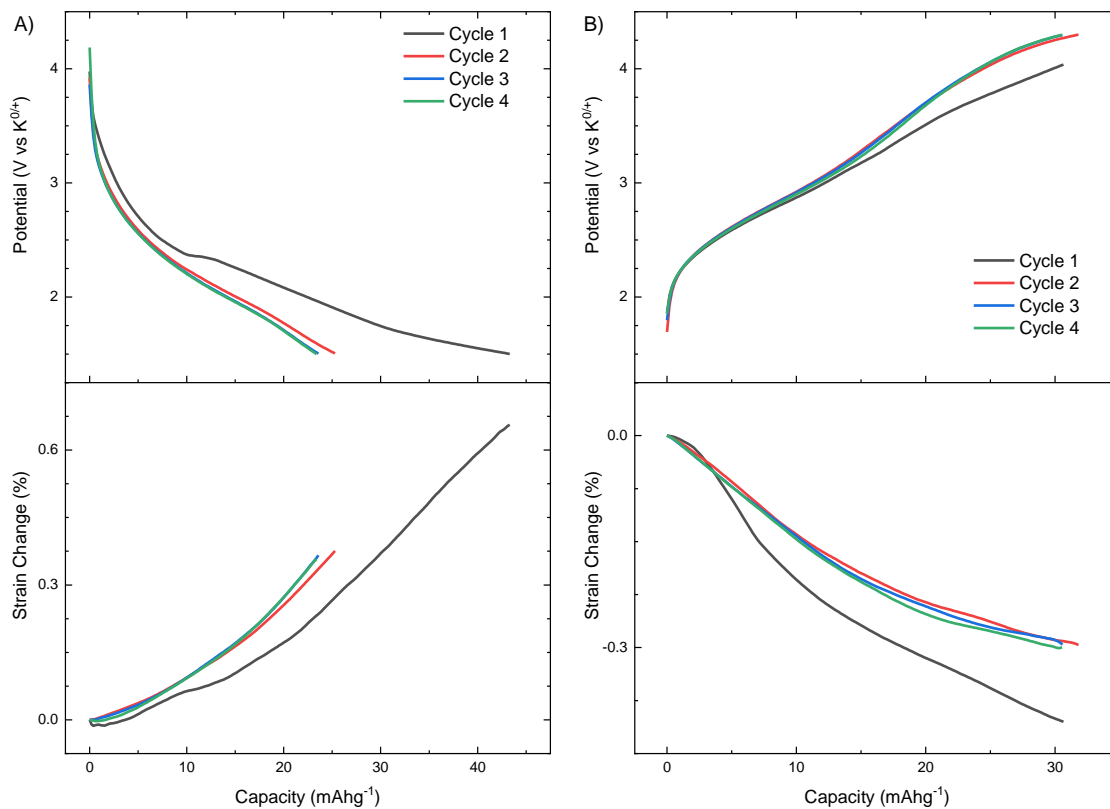 A)
Cycle 1
Cycle 2
Cycle 3
Cycle 4
4
3
2
Potential (V vs K^{0/+})
0.6
0.3
0.0
Strain Change (%)
0 10 20 30 40
Capacity (mAhg^{-1})
B)
4
3
2
Potential (V vs K^{0/+})
Cycle 1
Cycle 2
Cycle 3
Cycle 4
0.0
-0.3
Strain Change (%)
0 10 20 30
Capacity (mAhg^{-1})